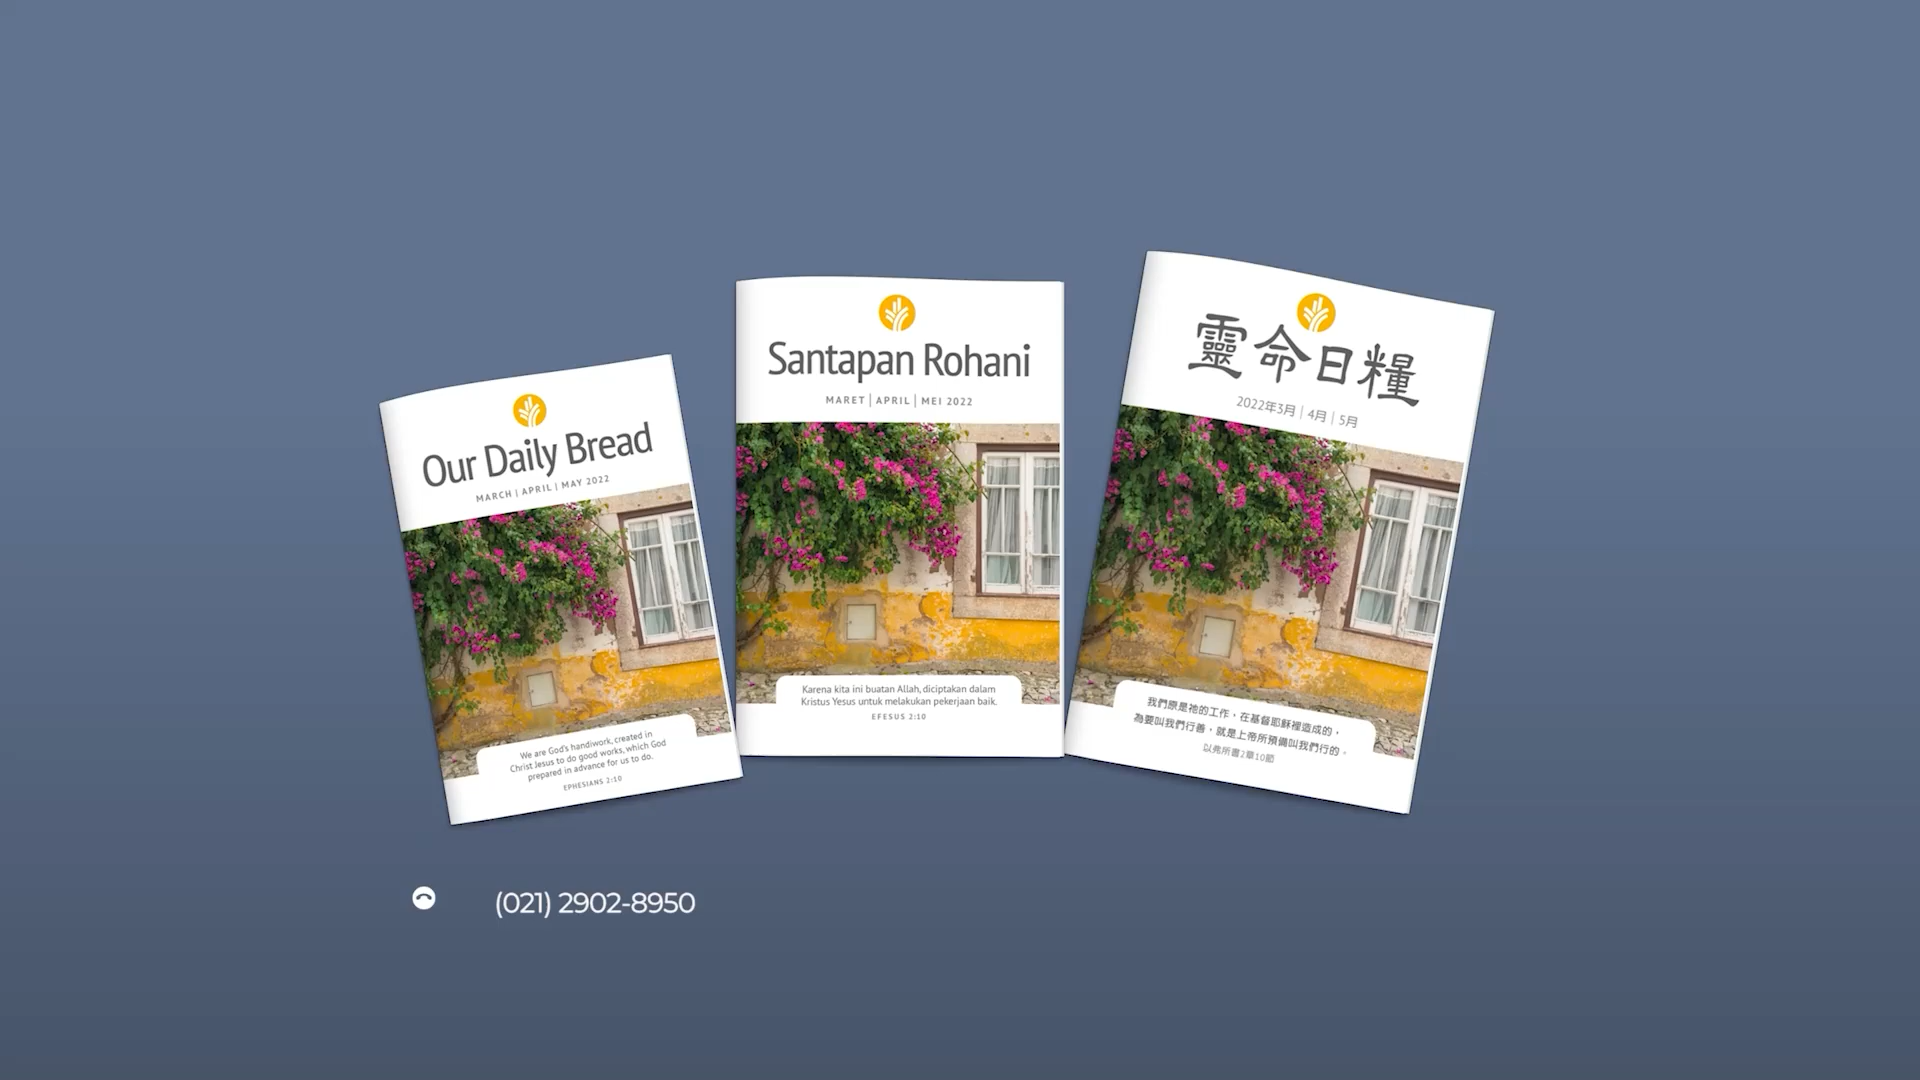 Our Daily Bread
MARCH | APRIL | MAY 2022
We are God's handiwork, created in
Christ Jesus to do good works, which God
prepared in advance for us to do.
EPHESIANS 2:10
Santapan Rohani
MARET | APRIL | MEI 2022
Karena kita ini buatan Allah, diciptakan dalam
Kristus Yesus untuk melakukan pekerjaan baik.
EFESUS 2:10
靈命日糧
2022年3月 | 4月 | 5月
我們原是祂的工作，在基督耶穌裡造成的，
為要叫我們行善，就是上帝所預備叫我們行的。
以弗所書2章10節
(021) 2902-8950